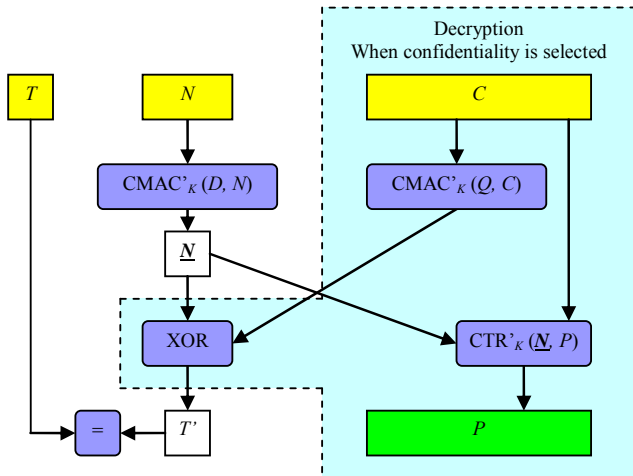 Decryption
When confidentiality is selected
T
N
C
CMAC’K (D, N)
CMAC’K (Q, C)
N
XOR
CTR’K (N, P)
=
T’
P